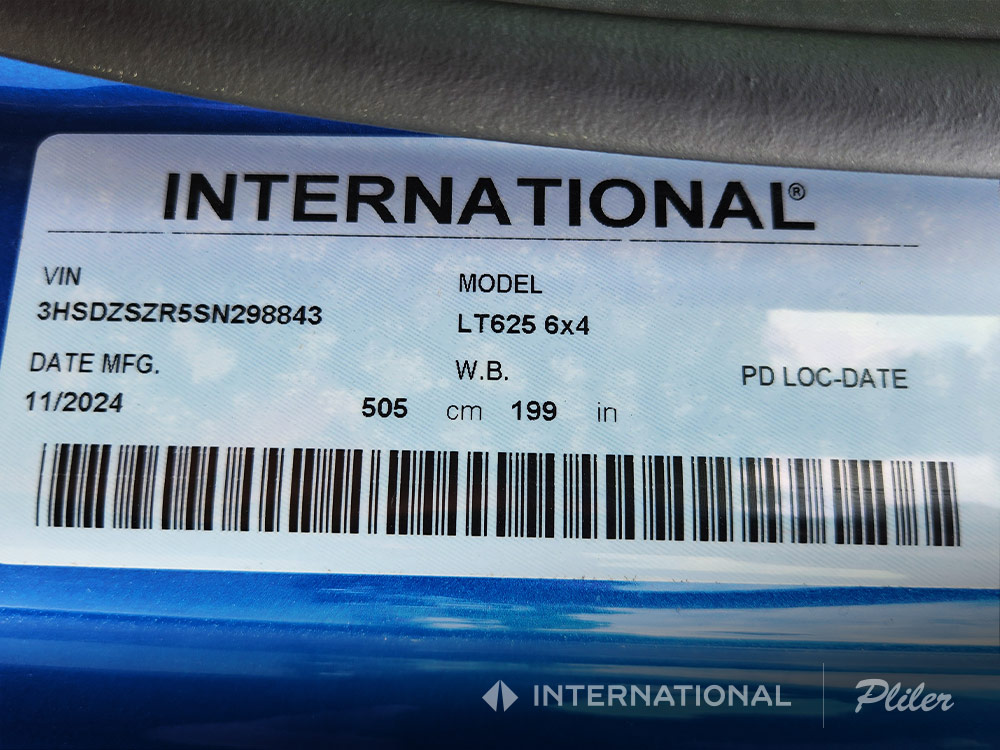 INTERNATIONAL®
VIN
3HSDZSZR5SN298843
MODEL
LT625 6x4
DATE MFG.
11/2024
W.B.
505 cm 199 in
PD LOC-DATE
INTERNATIONAL Pliler